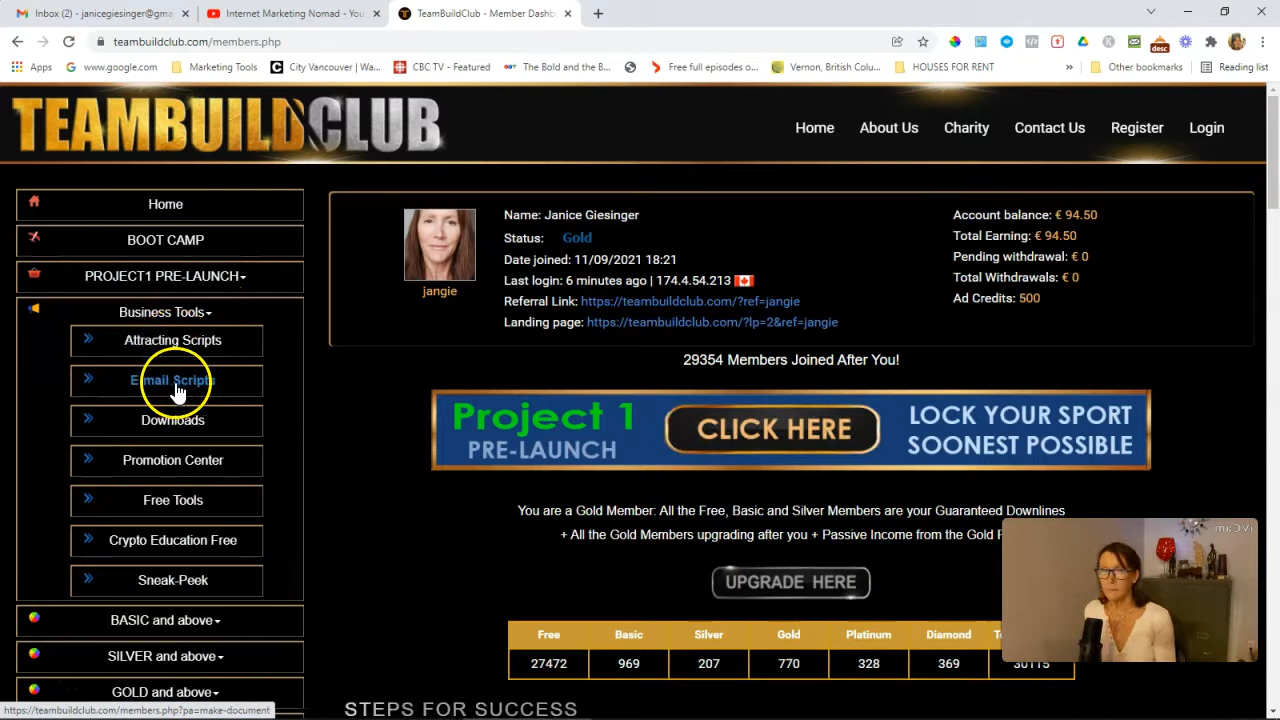 Inbox (20) - janicegiesinger@gma
Internet Marketing Nomad - You
TeamBuildClub - Member Dashb
teambuildclub.com/members.php
desc
Apps
www.google.com
Marketing Tools
City Vancouver | Wa...
CBC TV - Featured
The Bold and the B...
Free full episodes o...
Vernon, British Colu...
HOUSES FOR RENT
»
Other bookmarks
Reading list
TEAMBUILDCLUB
Home
About Us
Charity
Contact Us
Register
Login
Home
BOOT CAMP
PROJECT1 PRE-LAUNCH
Business Tools
Attracting Scripts
E-mail Scripts
Downloads
Promotion Center
Free Tools
Crypto Education Free
Sneak-Peek
BASIC and above
SILVER and above
GOLD and above
https://teambuildclub.com/members.php?pa=make-document
jangie
Name: Janice Giesinger
Status: Gold
Date joined: 11/09/2021 18:21
Last login: 6 minutes ago | 174.4.54.213
Referral Link: https://teambuildclub.com/?ref=jangie
Landing page: https://teambuildclub.com/?lp=2&ref=jangie
Account balance: € 94.50
Total Earning: € 94.50
Pending withdrawal: € 0
Total Withdrawals: € 0
Ad Credits: 500
29354 Members Joined After You!
Project 1
PRE-LAUNCH
CLICK HERE
LOCK YOUR SPORT
SOONEST POSSIBLE
You are a Gold Member: All the Free, Basic and Silver Members are your Guaranteed Downlines
+ All the Gold Members upgrading after you + Passive Income from the Gold
UPGRADE HERE
Free Basic Silver Gold Platinum Diamond
27472 969 207 770 328 369 30115
STEPS FOR SUCCESS
iVCam